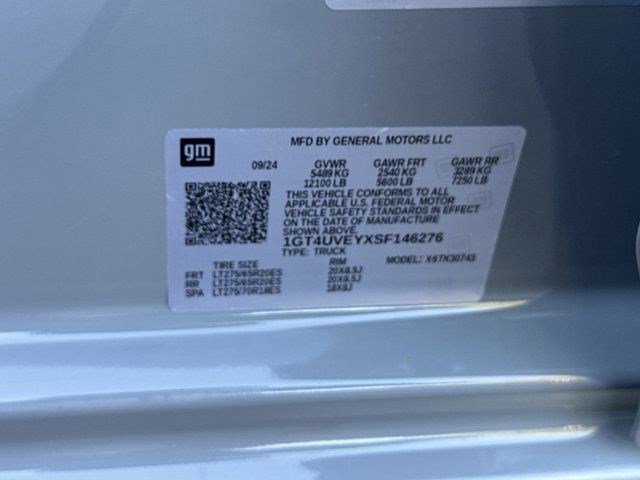 gm
MFD BY GENERAL MOTORS LLC
09/24 GVWR GAWR FRT GAWR RR
5489 KG 2540 KG 3289 KG
12100 LB 5600 LB 7250 LB
THIS VEHICLE CONFORMS TO ALL
APPLICABLE U.S. FEDERAL MOTOR
VEHICLE SAFETY STANDARDS IN EFFECT
ON THE DATE OF MANUFACTURE
SHOWN ABOVE.
1GT4UVEYXSF146276
TYPE: TRUCK MODEL: X6TK30743
TIRE SIZE RIM
FRT LT275/65R20ES 20X8.5J
RR LT275/65R20ES 20X8.5J
SPA LT275/70R18ES 18X8J